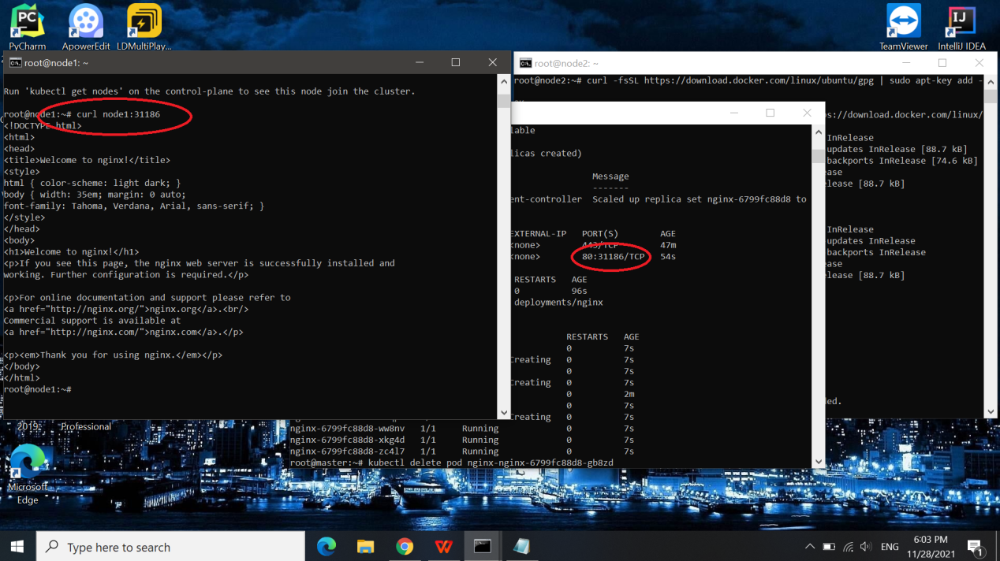 PyCharm
ApowerEdit
LDMultiPlay...
TeamViewer
IntelliJ IDEA
root@node1: ~
Run 'kubectl get nodes' on the control-plane to see this node join the cluster.
root@node1:~# curl node1:31186
<!DOCTYPE html>
<html>
<head>
<title>Welcome to nginx!</title>
<style>
html { color-scheme: light dark; }
body { width: 35em; margin: 0 auto;
font-family: Tahoma, Verdana, Arial, sans-serif; }
</style>
</head>
<body>
<h1>Welcome to nginx!</h1>
<p>If you see this page, the nginx web server is successfully installed and
working. Further configuration is required.</p>
<p>For online documentation and support please refer to
<a href="http://nginx.org/">nginx.org</a>.<br/>
Commercial support is available at
<a href="http://nginx.com/">nginx.com</a>.</p>
<p><em>Thank you for using nginx.</em></p>
</body>
</html>
root@node1:~#
root@node2: ~
root@node2:~# curl -fsSL https://download.docker.com/linux/ubuntu/gpg | sudo apt-key add -
s://download.docker.com/linux/
InRelease
updates InRelease [88.7 kB]
backports InRelease [74.6 kB]
ease
elease [88.7 kB]
InRelease
updates InRelease
backports InRelease
ease
elease [88.7 kB]
ed.
lable
licas created)
Message
-------
ent-controller Scaled up replica set nginx-6799fc88d8 to
EXTERNAL-IP PORT(S) AGE
<none> 443/TCP 47m
<none> 80:31186/TCP 54s
RESTARTS AGE
0 96s
deployments/nginx
RESTARTS AGE
0 7s
Creating 0 7s
0 7s
Creating 0 7s
0 2m
0 7s
Creating 0 7s
nginx-6799fc88d8-ww8nv 1/1 Running 0 7s
nginx-6799fc88d8-xkg4d 1/1 Running 0 7s
nginx-6799fc88d8-zc4l7 1/1 Running 0 7s
root@master:~# kubectl delete pod nginx-nginx-6799fc88d8-gb8zd
2019
Professional
Microsoft
Edge
Type here to search
ENG
6:03 PM
11/28/2021
1